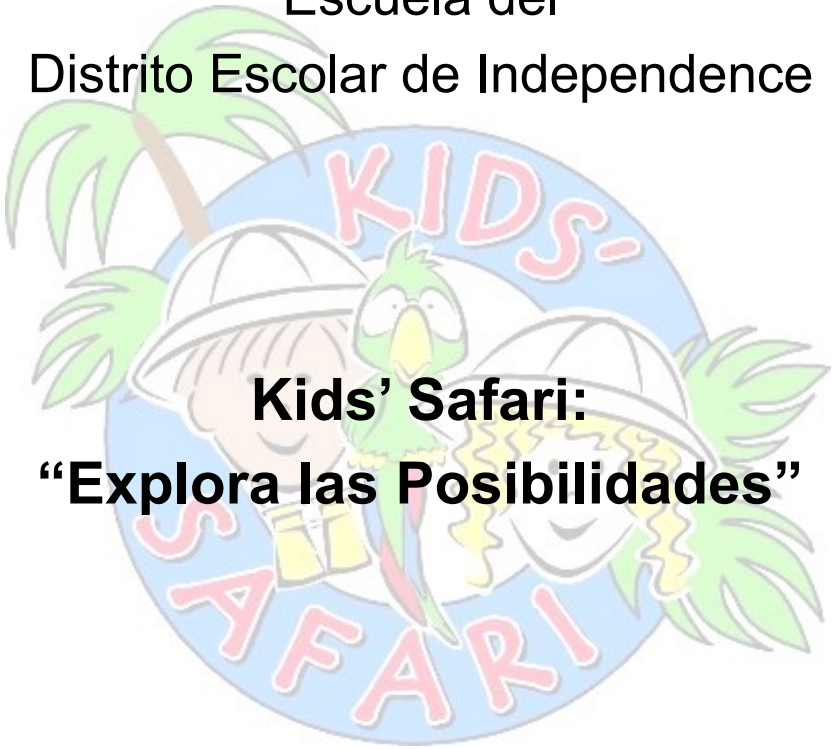 Escuela del
Distrito Escolar de Independence
KIDS'
Kids’ Safari:
“Explora las Posibilidades”
SAFARI